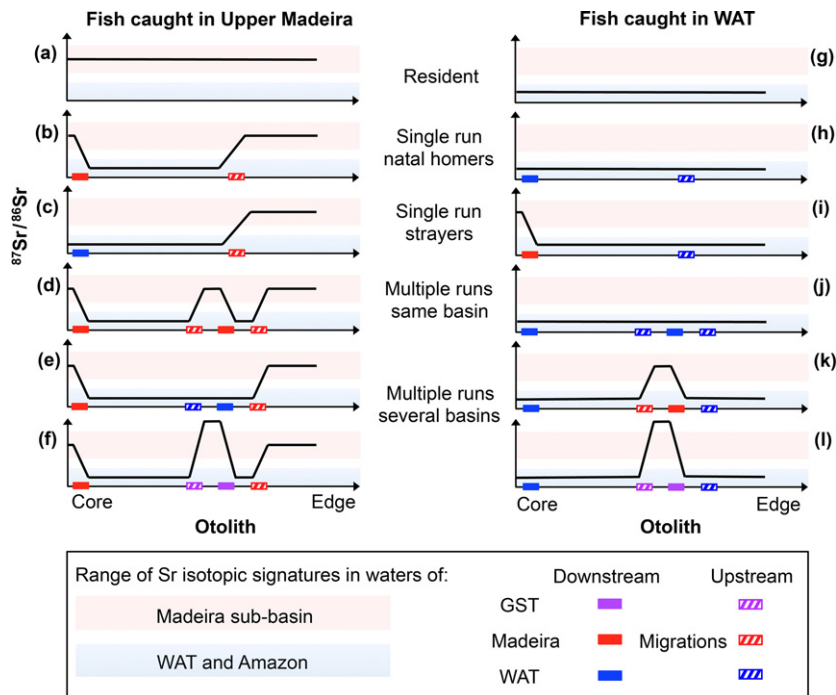 Fish caught in Upper Madeira
Fish caught in WAT
(a)
Resident
(g)
(b)
Single run
natal homers
(h)
(c)
Single run
strayers
(i)
(d)
Multiple runs
same basin
(j)
(e)
Multiple runs
several basins
(k)
(f)
(l)
⁸⁷Sr/⁸⁶Sr
Core
Edge
Otolith
Core
Edge
Otolith
Range of Sr isotopic signatures in waters of:
Madeira sub-basin
WAT and Amazon
Downstream
Upstream
GST
Madeira
Migrations
WAT